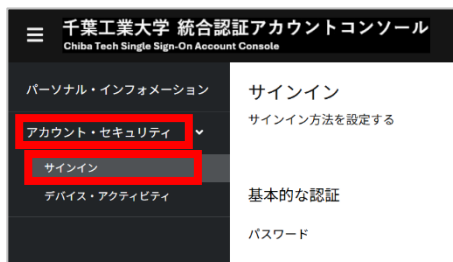 千葉工業大学 統合認証アカウントコンソール
Chiba Tech Single Sign-On Account Console
パーソナル・インフォメーション
アカウント・セキュリティ
サインイン
デバイス・アクティビティ
サインイン
サインイン方法を設定する
基本的な認証
パスワード